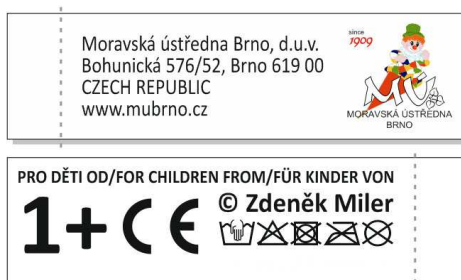 Moravská ústředna Brno, d.u.v.
Bohunická 576/52, Brno 619 00
CZECH REPUBLIC
www.mubrno.cz
since
1909
MÚ
MORAVSKÁ ÚSTŘEDNA
BRNO
PRO DĚTI OD/FOR CHILDREN FROM/FÜR KINDER VON
1+ CE
© Zdeněk Miler